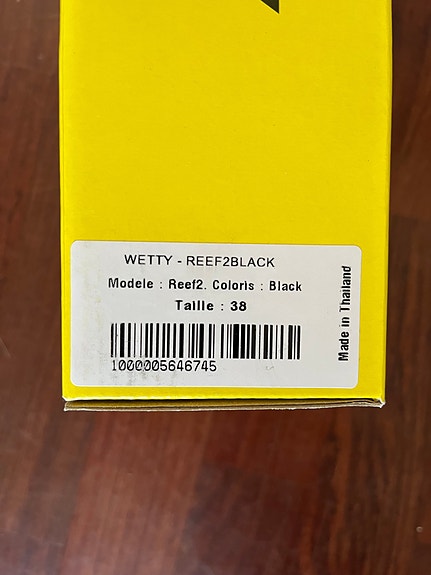 WETTY - REEF2BLACK
Modele : Reef2. Coloris : Black
Taille : 38
1000005646745
Made in Thailand